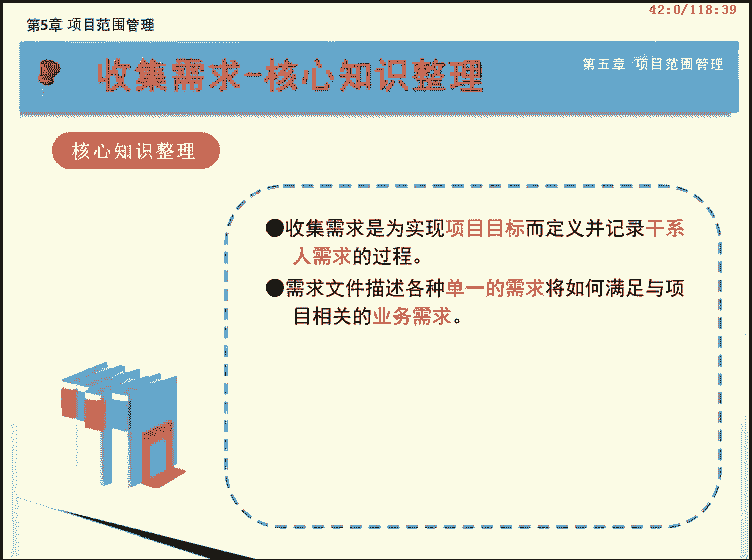 42:0/118:39
第5章 项目范围管理
收集需求-核心知识整理
第五章 项目范围管理
核心知识整理
●收集需求是为实现项目目标而定义并记录干系
人需求的过程。
●需求文件描述各种单一的需求将如何满足与项
目相关的业务需求。